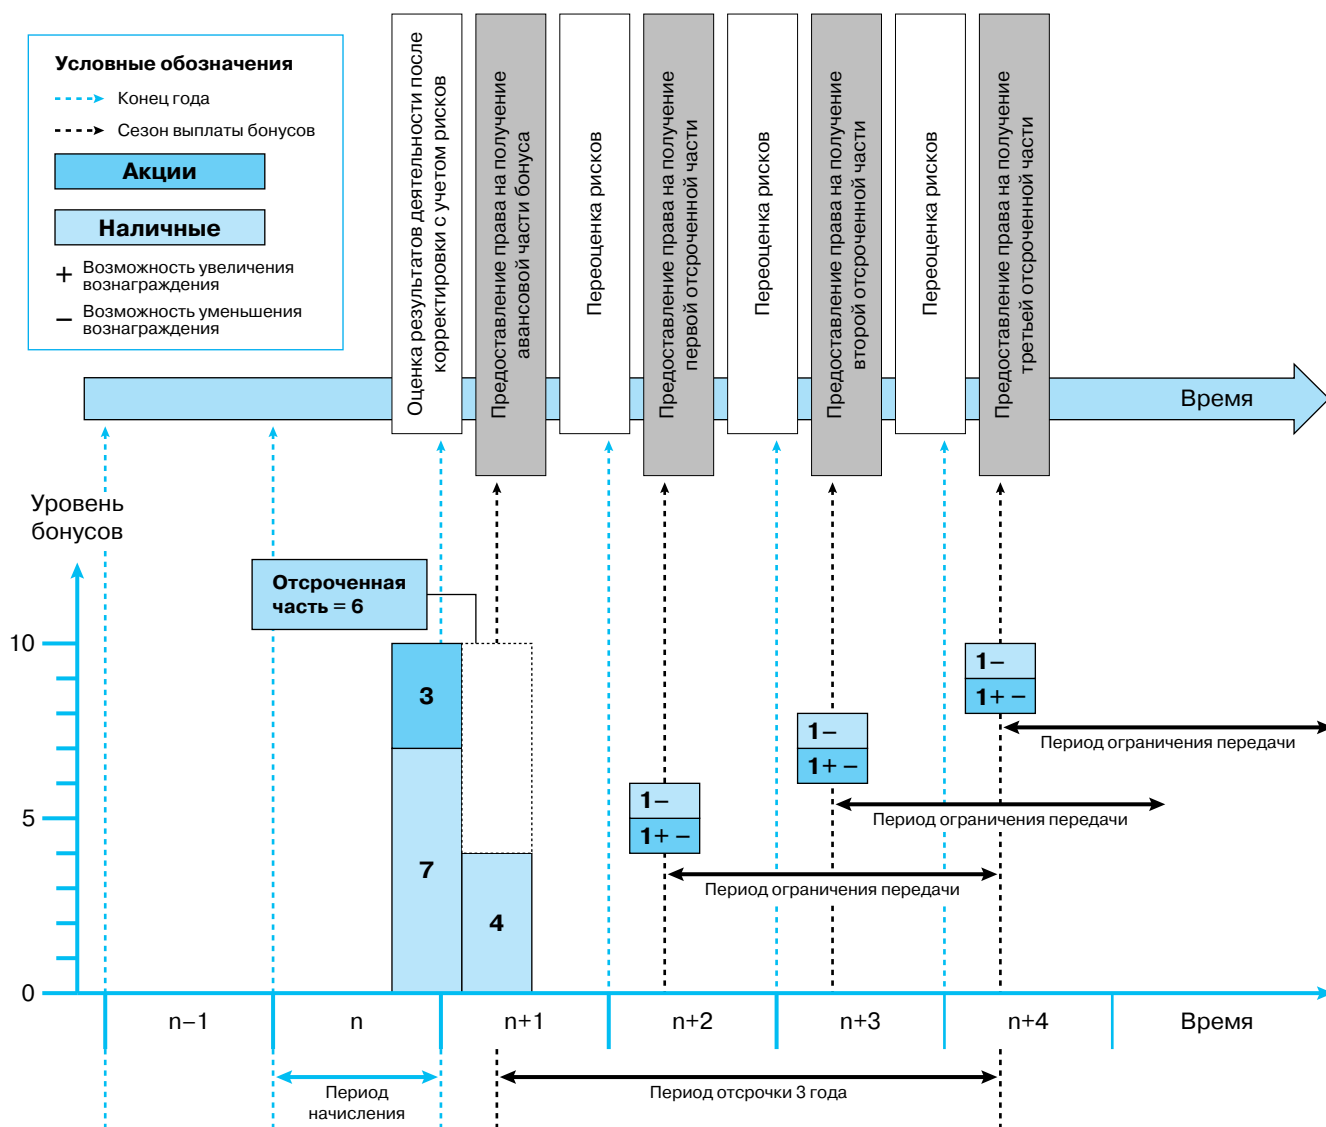 Условные обозначения
Конец года
Сезон выплаты бонусов
Акции
Наличные
+ Возможность увеличения
вознаграждения
– Возможность уменьшения
вознаграждения
Оценка результатов деятельности после
корректировки с учетом рисков
Предоставление права на получение
авансовой части бонуса
Переоценка рисков
Предоставление права на получение
первой отсроченной части
Переоценка рисков
Предоставление права на получение
второй отсроченной части
Переоценка рисков
Предоставление права на получение
третьей отсроченной части
Время
Уровень
бонусов
Отсроченная
часть = 6
10
5
0
3
7
4
1–
1+ –
1–
1+ –
1–
1+ –
Период ограничения передачи
Период ограничения передачи
Период ограничения передачи
n–1
n
n+1
n+2
n+3
n+4
Время
Период
начисления
Период отсрочки 3 года